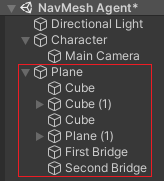 NavMesh Agent*
Directional Light
Character
Main Camera
Plane
Cube
Cube (1)
Cube
Plane (1)
First Bridge
Second Bridge